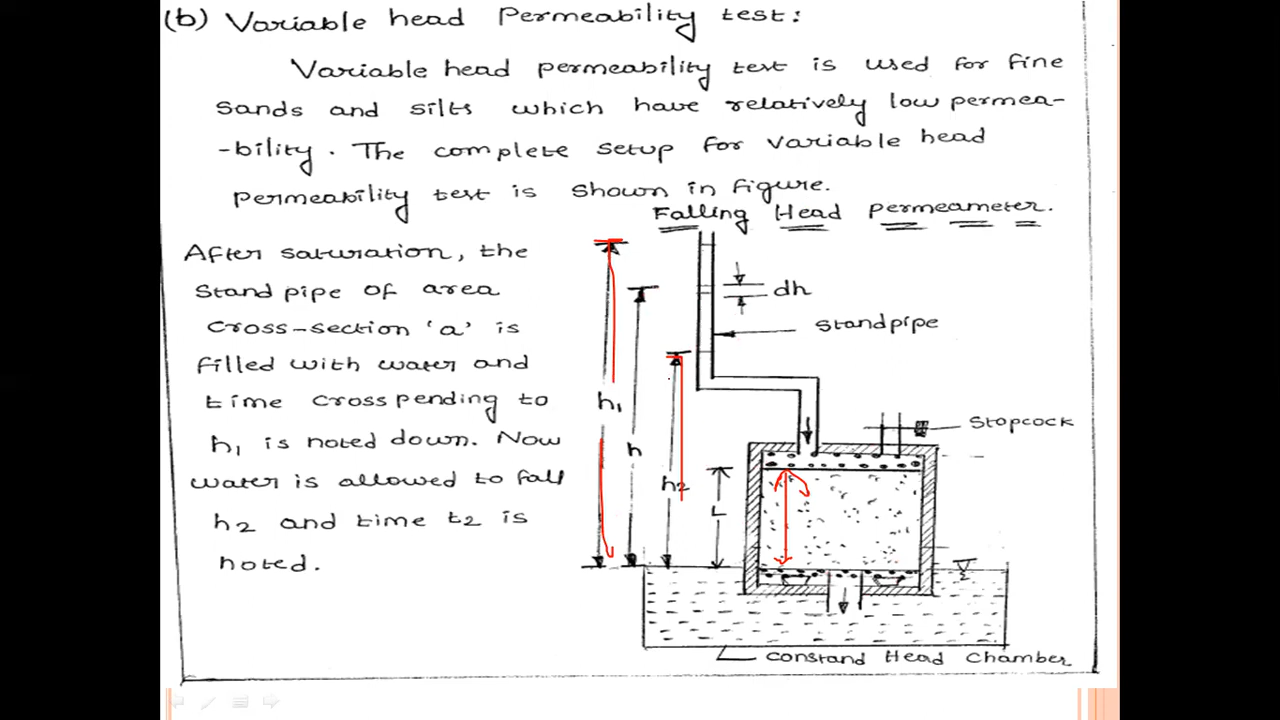 (b) Variable head Permeability test:
Variable head permeability test is used for fine
sands and silts which have relatively low permea-
-bility. The complete setup for variable head
permeability test is shown in figure.
Falling Head Permeameter.
After saturation, the
Stand pipe of area
cross-section 'a' is
filled with water and
time crosspending to
h1 is noted down. Now
water is allowed to fall
h2 and time t2 is
noted.
dh
Standpipe
Stopcock
h1
h
h2
L
Constand Head Chamber